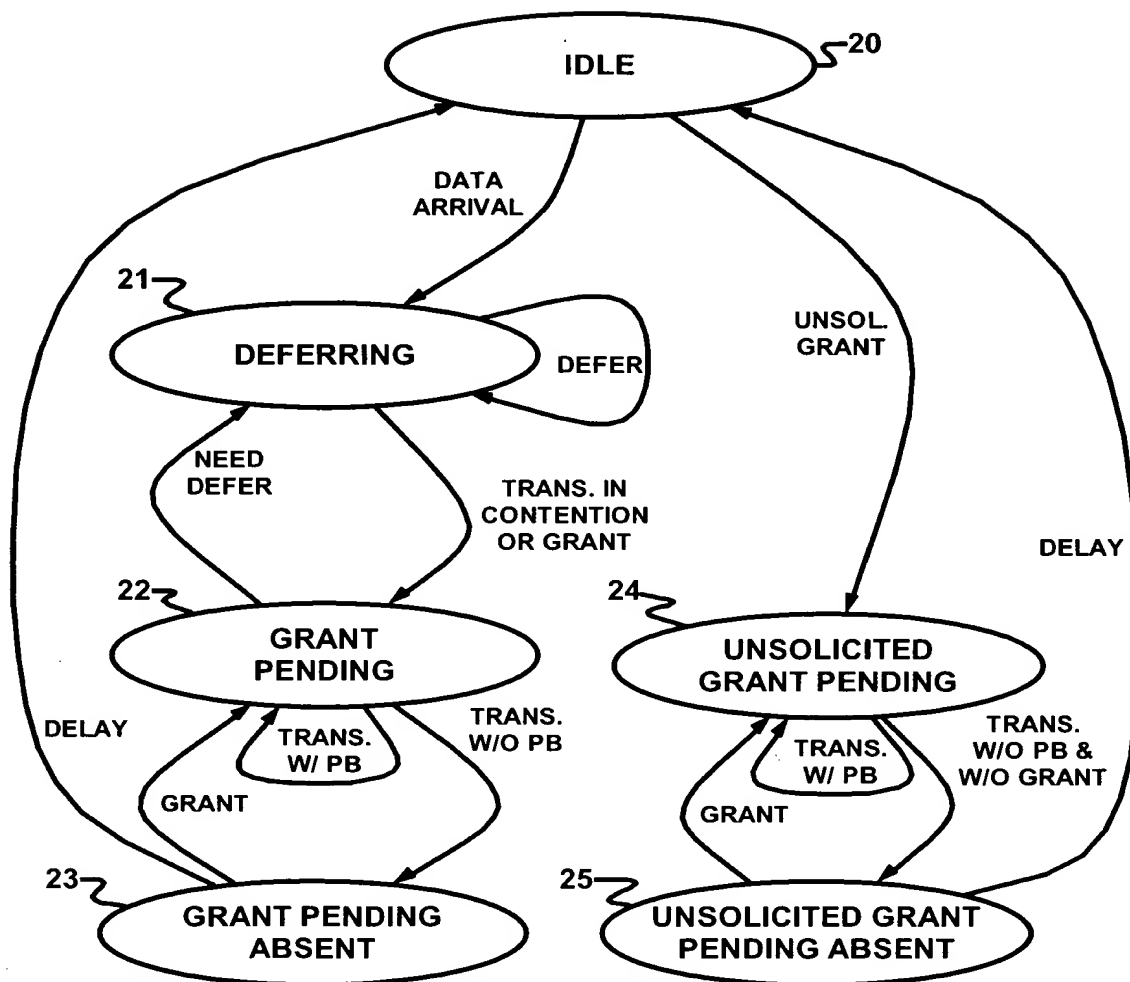 IDLE
20
DATA
ARRIVAL
21
DEFERRING
DEFER
UNSOL.
GRANT
NEED
DEFER
TRANS. IN
CONTENTION
OR GRANT
DELAY
22
GRANT
PENDING
24
UNSOLICITED
GRANT PENDING
DELAY
TRANS.
W/ PB
TRANS.
W/O PB
GRANT
TRANS.
W/ PB
TRANS.
W/O PB &
W/O GRANT
GRANT
23
GRANT PENDING
ABSENT
25
UNSOLICITED GRANT
PENDING ABSENT